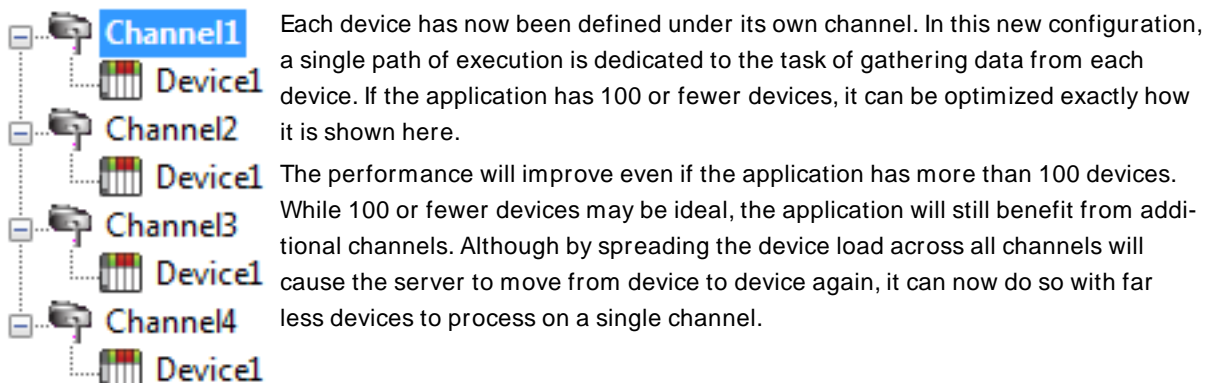 Channel1
Device1
Channel2
Device1
Channel3
Device1
Channel4
Device1
Each device has now been defined under its own channel. In this new configuration,
a single path of execution is dedicated to the task of gathering data from each
device. If the application has 100 or fewer devices, it can be optimized exactly how
it is shown here.
The performance will improve even if the application has more than 100 devices.
While 100 or fewer devices may be ideal, the application will still benefit from addi-
tional channels. Although by spreading the device load across all channels will
cause the server to move from device to device again, it can now do so with far
less devices to process on a single channel.